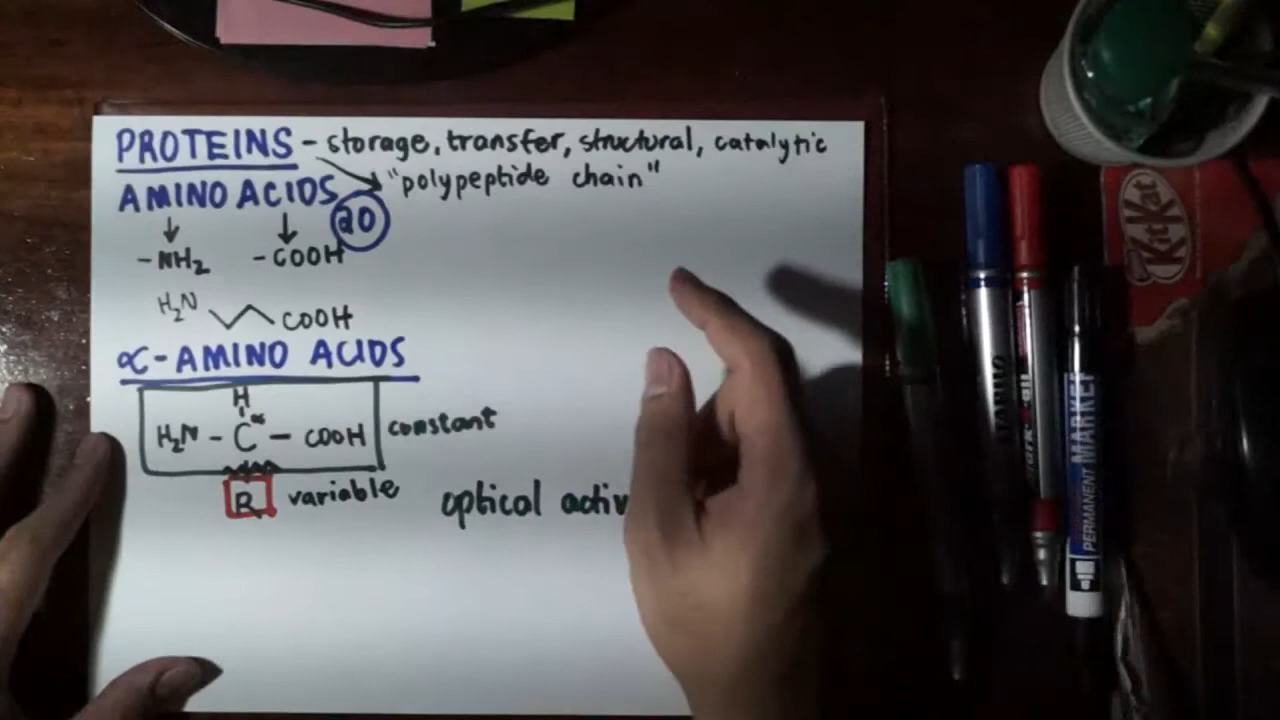 PROTEINS - storage, transfer, structural, catalytic
"polypeptide chain"
AMINO ACIDS
20
-NH₂ -COOH
H₂N COOH
∝-AMINO ACIDS
H
H₂N - C∝ - COOH constant
R variable optical activ
KitKat
PERMANENT MARKER